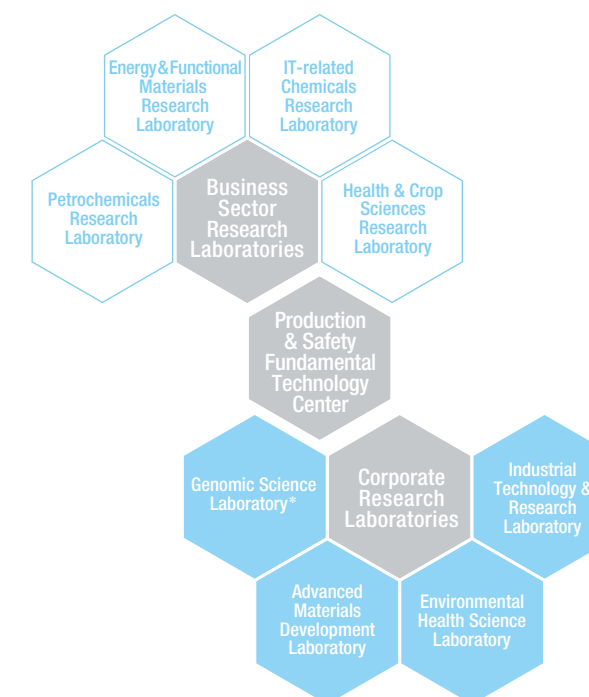 Energy & Functional
Materials
Research
Laboratory
IT-related
Chemicals
Research
Laboratory
Petrochemicals
Research
Laboratory
Business
Sector
Research
Laboratories
Health & Crop
Sciences
Research
Laboratory
Production
& Safety
Fundamental
Technology
Center
Genomic Science
Laboratory*
Corporate
Research
Laboratories
Industrial
Technology &
Research
Laboratory
Advanced
Materials
Development
Laboratory
Environmental
Health Science
Laboratory